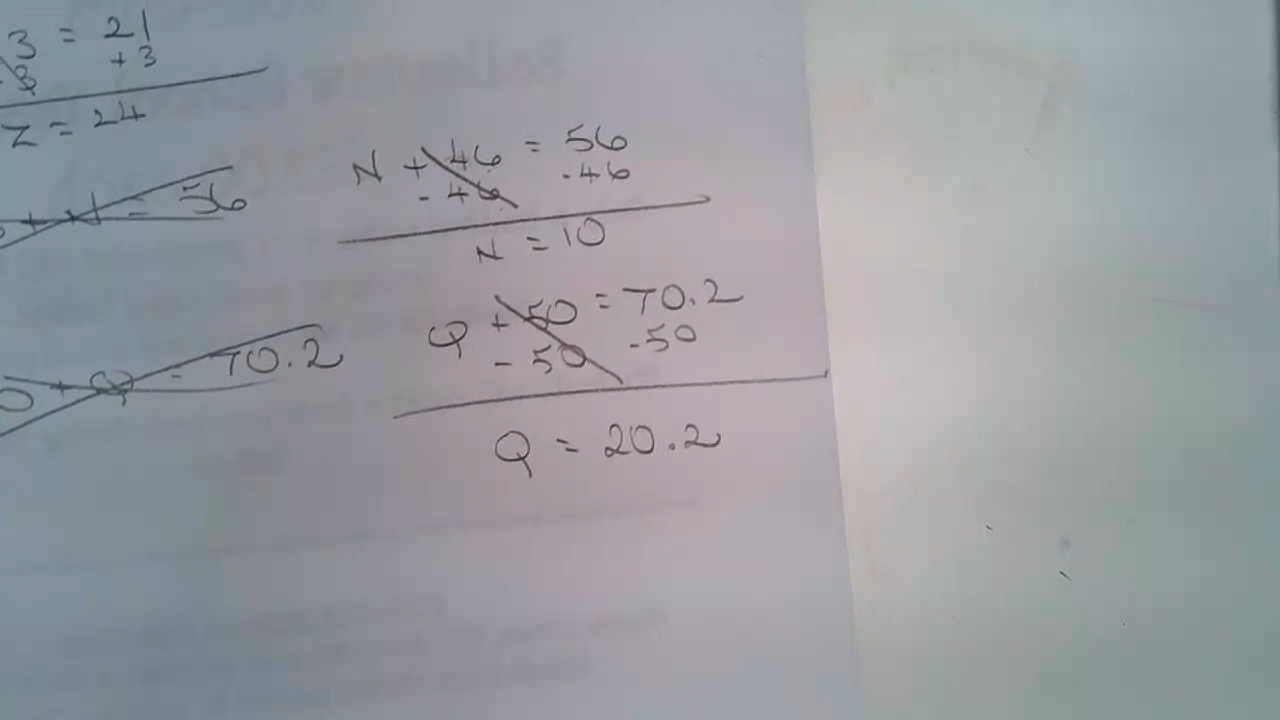 3 = 21
+3
Z = 24
N + 46 = 56
- 46 -46
N = 10
+ N = 56
Q + 50 = 70.2
- 50 -50
Q = 20.2
0 + Q = 70.2